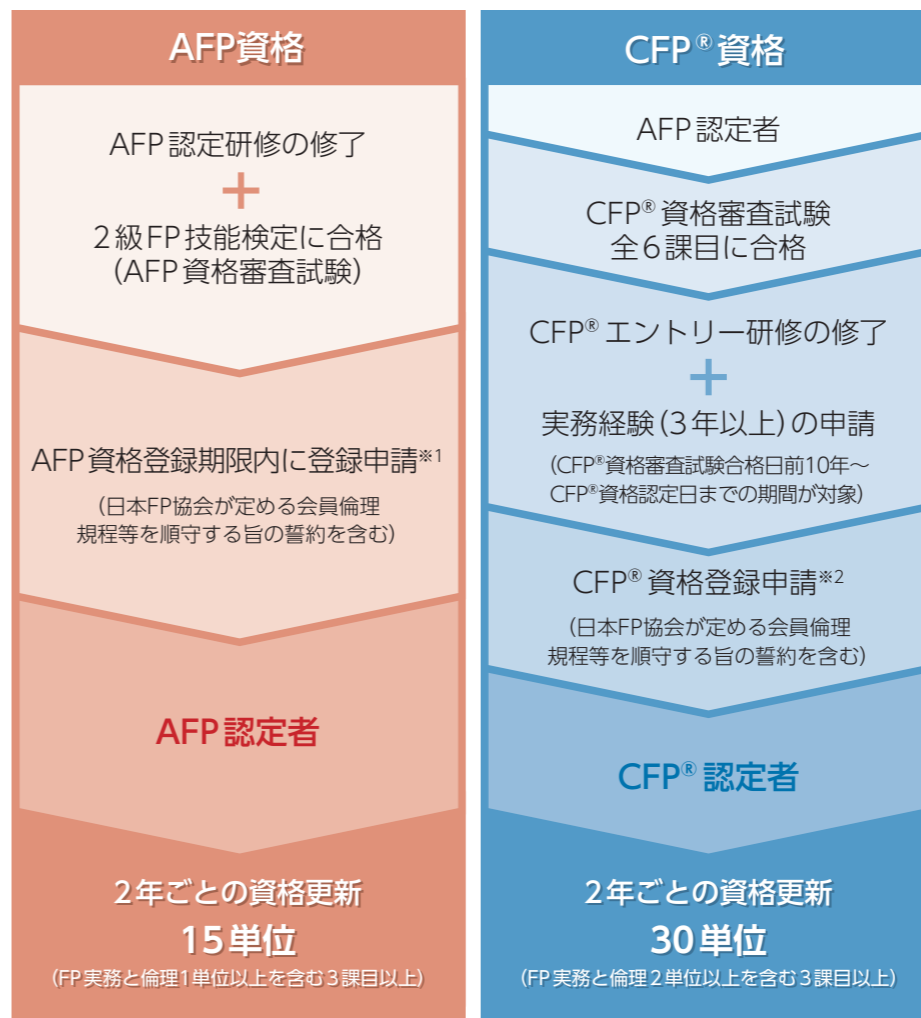 AFP資格
AFP認定研修の修了
+
2級FP技能検定に合格
(AFP資格審査試験)
AFP資格登録期限内に登録申請※1
(日本FP協会が定める会員倫理
規程等を順守する旨の誓約を含む)
AFP認定者
2年ごとの資格更新
15単位
(FP実務と倫理1単位以上を含む3課目以上)
CFP®資格
AFP認定者
CFP®資格審査試験
全6課目に合格
CFP®エントリー研修の修了
+
実務経験(3年以上)の申請
(CFP®資格審査試験合格日前10年～
CFP®資格認定日までの期間が対象)
CFP®資格登録申請※2
(日本FP協会が定める会員倫理
規程等を順守する旨の誓約を含む)
CFP®認定者
2年ごとの資格更新
30単位
(FP実務と倫理2単位以上を含む3課目以上)